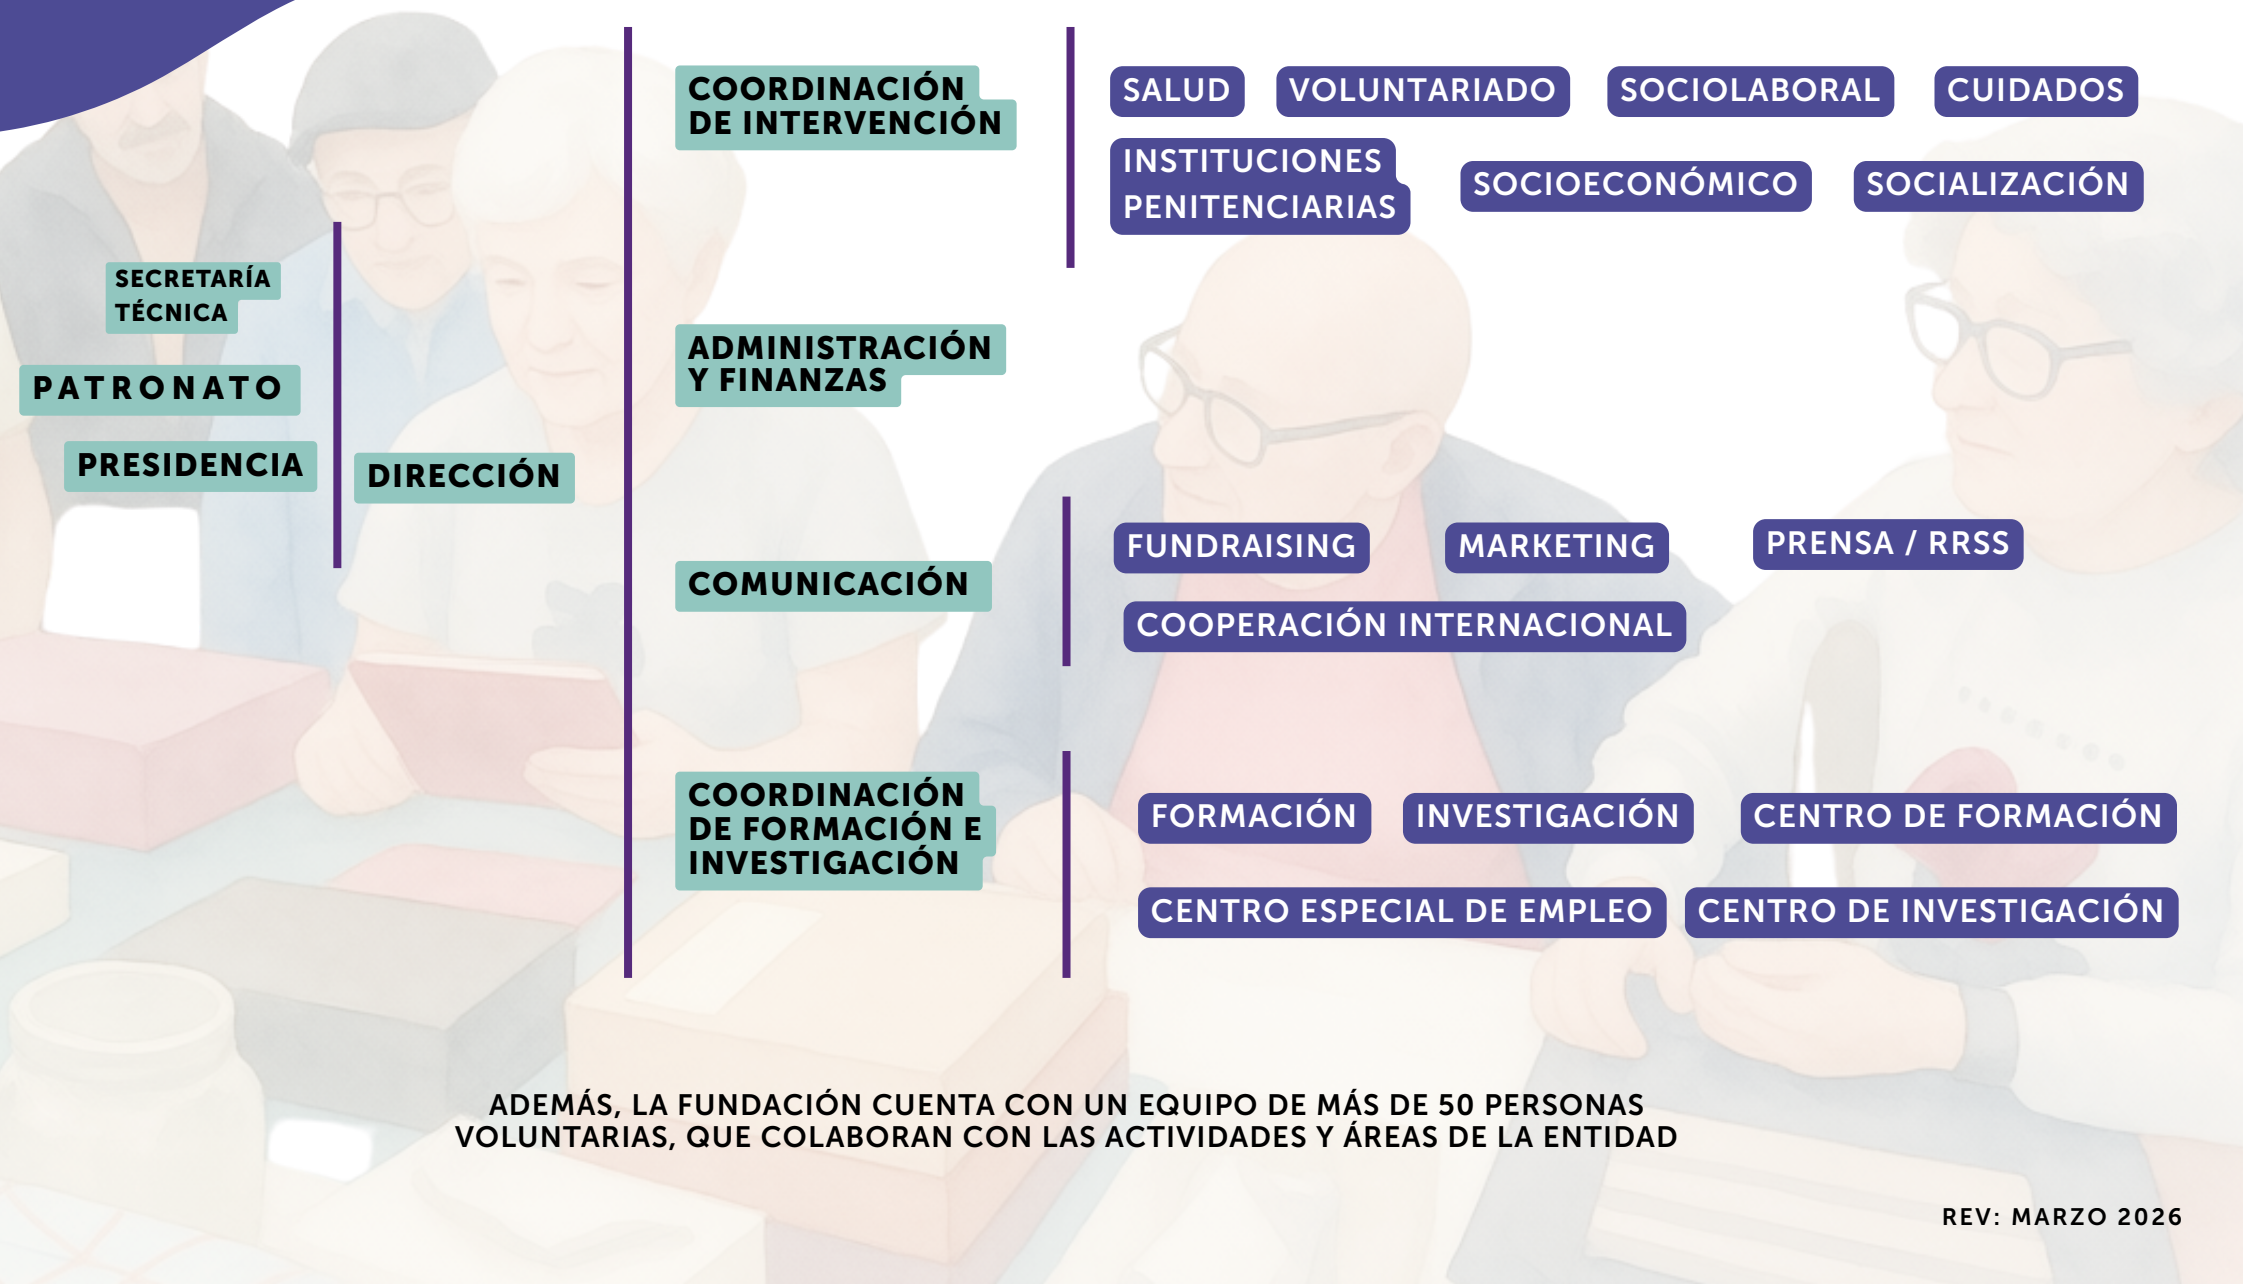 SECRETARÍA
TÉCNICA
PATRONATO
PRESIDENCIA
DIRECCIÓN
COORDINACIÓN
DE INTERVENCIÓN
SALUD
VOLUNTARIADO
SOCIOLABORAL
CUIDADOS
INSTITUCIONES
PENITENCIARIAS
SOCIOECONÓMICO
SOCIALIZACIÓN
ADMINISTRACIÓN
Y FINANZAS
COMUNICACIÓN
FUNDRAISING
MARKETING
PRENSA / RRSS
COOPERACIÓN INTERNACIONAL
COORDINACIÓN
DE FORMACIÓN E
INVESTIGACIÓN
FORMACIÓN
INVESTIGACIÓN
CENTRO DE FORMACIÓN
CENTRO ESPECIAL DE EMPLEO
CENTRO DE INVESTIGACIÓN
ADEMÁS, LA FUNDACIÓN CUENTA CON UN EQUIPO DE MÁS DE 50 PERSONAS
VOLUNTARIAS, QUE COLABORAN CON LAS ACTIVIDADES Y ÁREAS DE LA ENTIDAD
REV: MARZO 2026